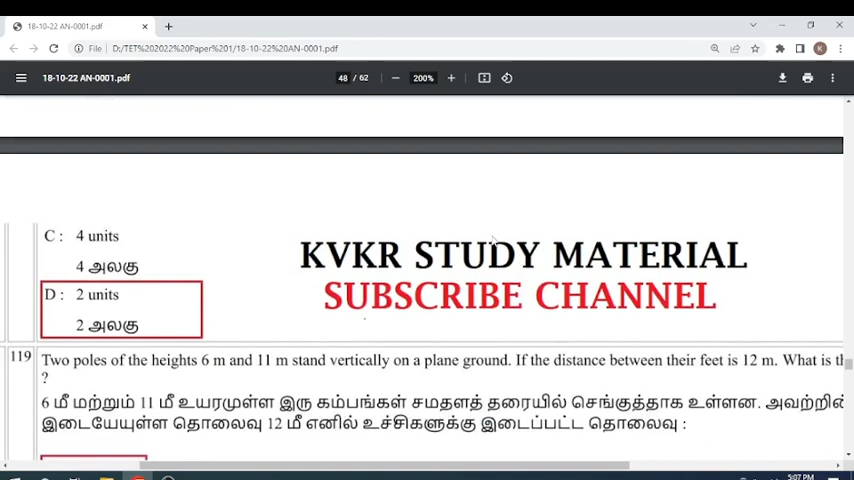 18-10-22 AN-0001.pdf
File D:/TET%202022%20Paper%201/18-10-22%20AN-0001.pdf
K
18-10-22 AN-0001.pdf
48 / 62
200%
C : 4 units
4 அலகு
D : 2 units
2 அலகு
KVKR STUDY MATERIAL
SUBSCRIBE CHANNEL
119 Two poles of the heights 6 m and 11 m stand vertically on a plane ground. If the distance between their feet is 12 m. What is
?
6 மீ மற்றும் 11 மீ உயரமுள்ள இரு கம்பங்கள் சமதளத் தரையில் செங்குத்தாக உள்ளன.
இடையேயுள்ள தொலைவு 12 மீ எனில் உச்சிகளுக்கு இடைப்பட்ட தொலைவு :
5:07 PM